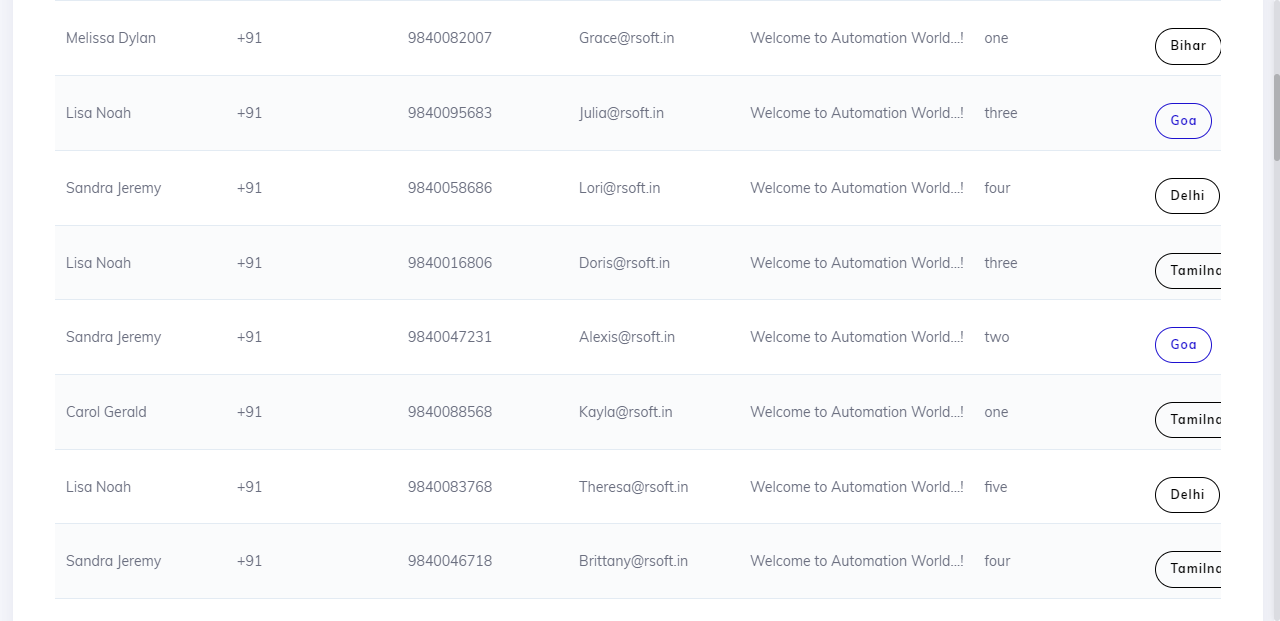 Melissa Dylan +91 9840082007 Grace@rsoft.in Welcome to Automation World...! one Bihar
Lisa Noah +91 9840095683 Julia@rsoft.in Welcome to Automation World...! three Goa
Sandra Jeremy +91 9840058686 Lori@rsoft.in Welcome to Automation World...! four Delhi
Lisa Noah +91 9840016806 Doris@rsoft.in Welcome to Automation World...! three Tamilna
Sandra Jeremy +91 9840047231 Alexis@rsoft.in Welcome to Automation World...! two Goa
Carol Gerald +91 9840088568 Kayla@rsoft.in Welcome to Automation World...! one Tamilna
Lisa Noah +91 9840083768 Theresa@rsoft.in Welcome to Automation World...! five Delhi
Sandra Jeremy +91 9840046718 Brittany@rsoft.in Welcome to Automation World...! four Tamilna